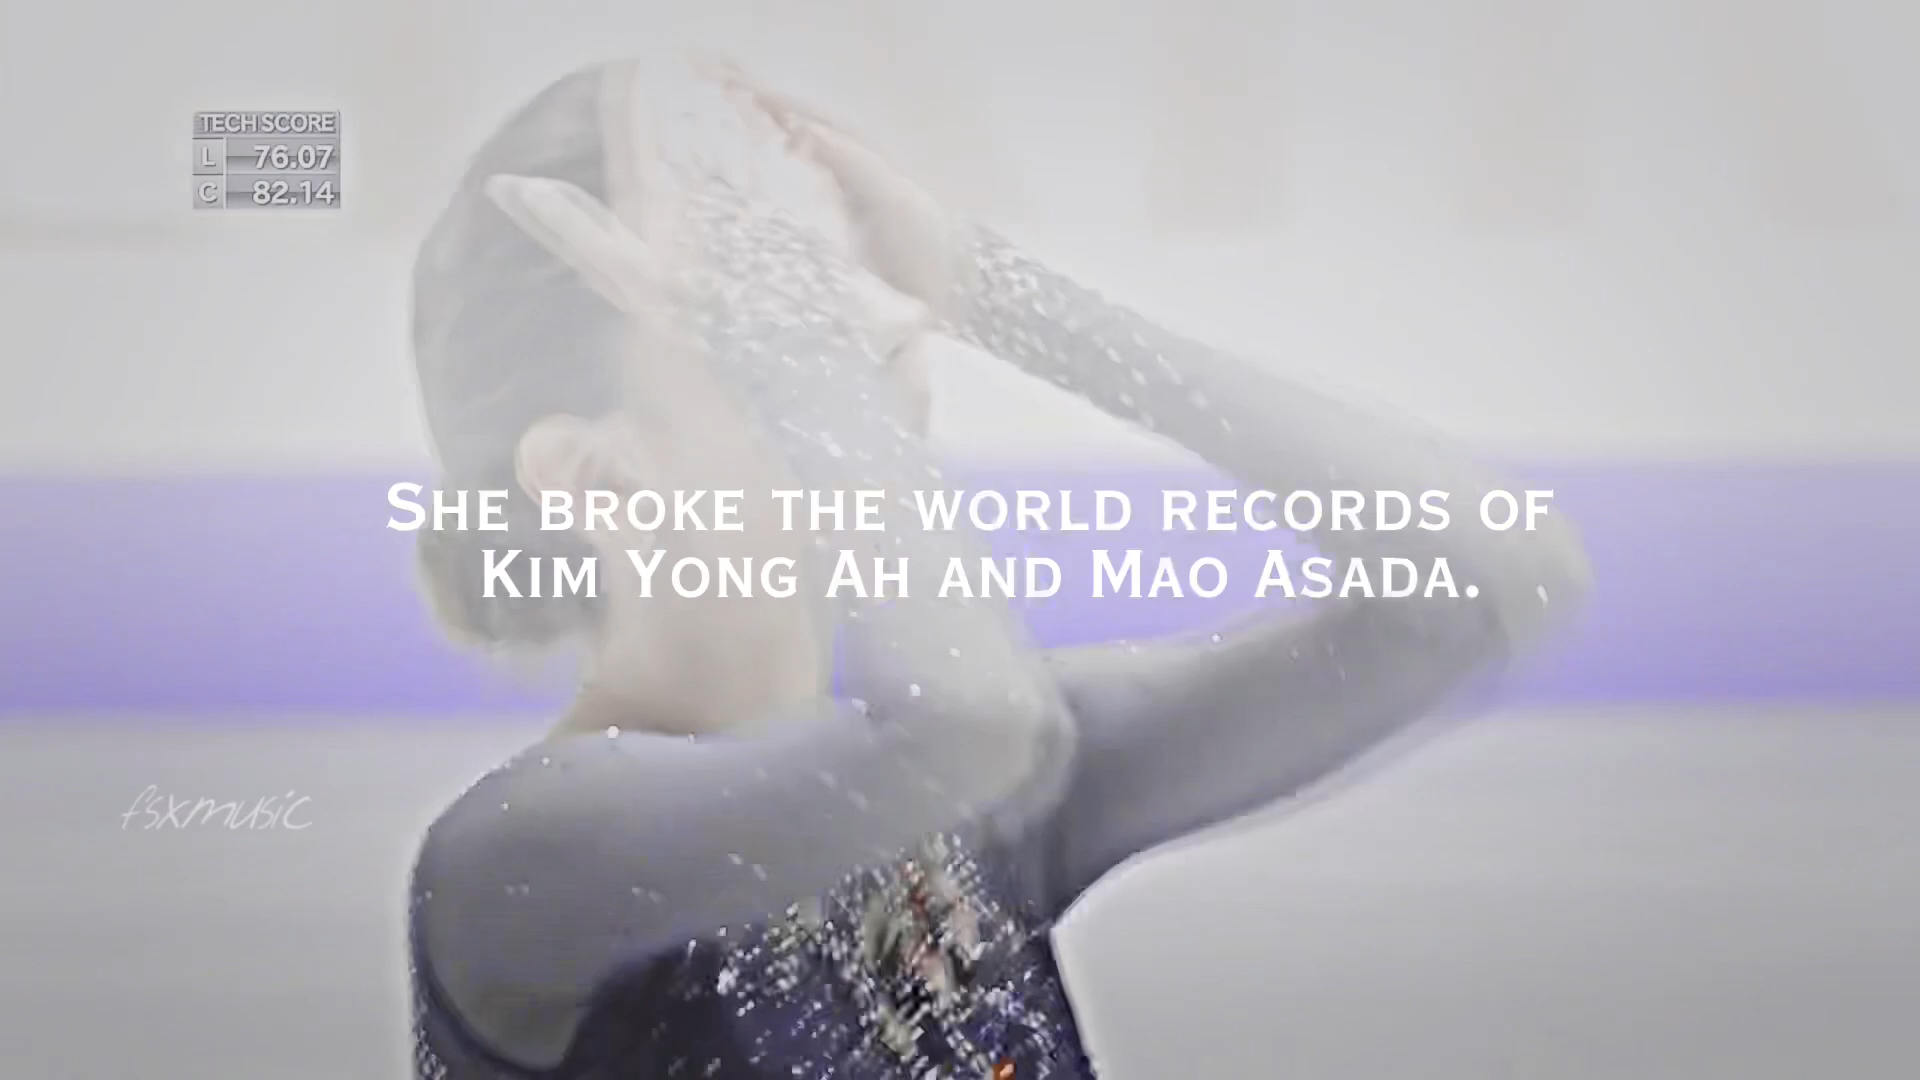 TECH SCORE
L 76.07
C 82.14
SHE BROKE THE WORLD RECORDS OF
KIM YONG AH AND MAO ASADA.
fsxmusic